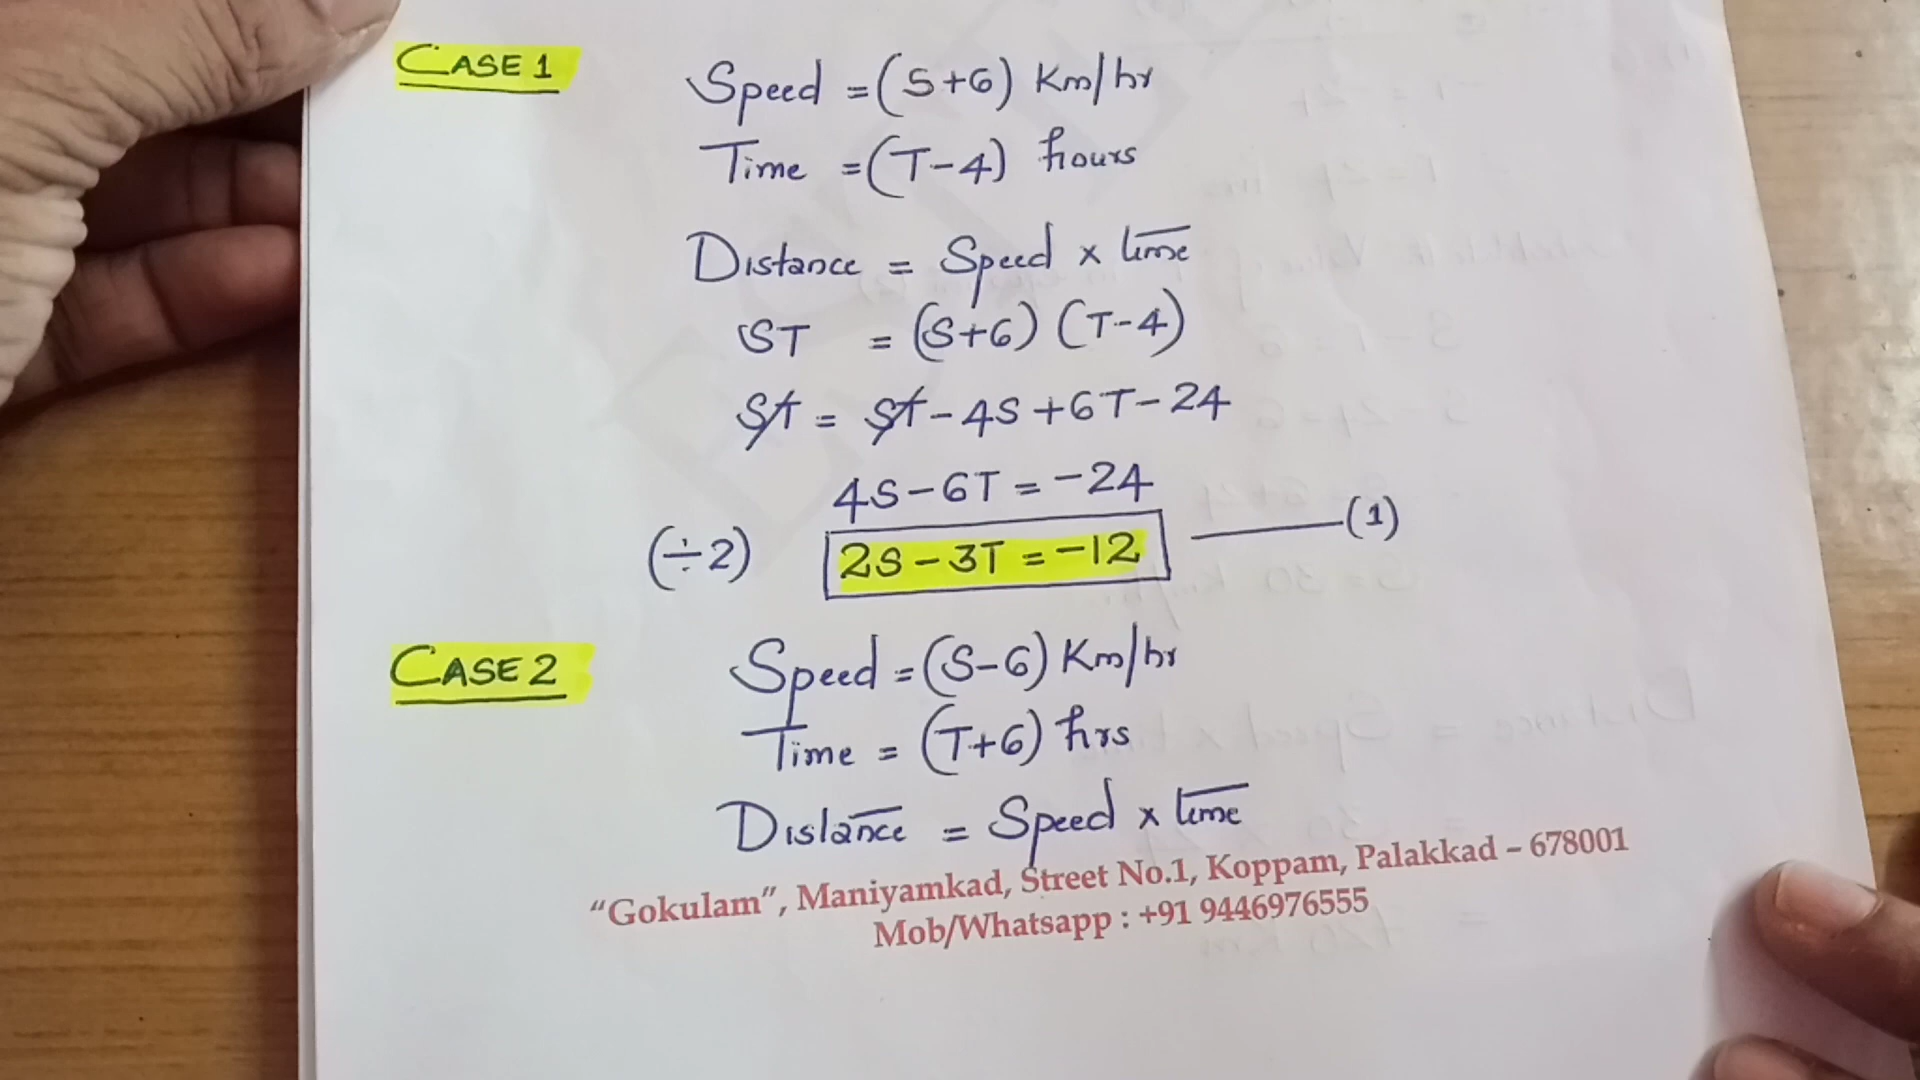 CASE 1
Speed = (S+6) Km/hr
Time = (T-4) hours
Distance = Speed x time
ST = (S+6) (T-4)
ST = ST - 4S + 6T - 24
4S - 6T = -24
(÷2) 2S - 3T = -12 ——— (1)
CASE 2
Speed = (S-6) Km/hr
Time = (T+6) hrs
Distance = Speed x time
"Gokulam", Maniyamkad, Street No.1, Koppam, Palakkad - 678001
Mob/Whatsapp : +91 9446976555